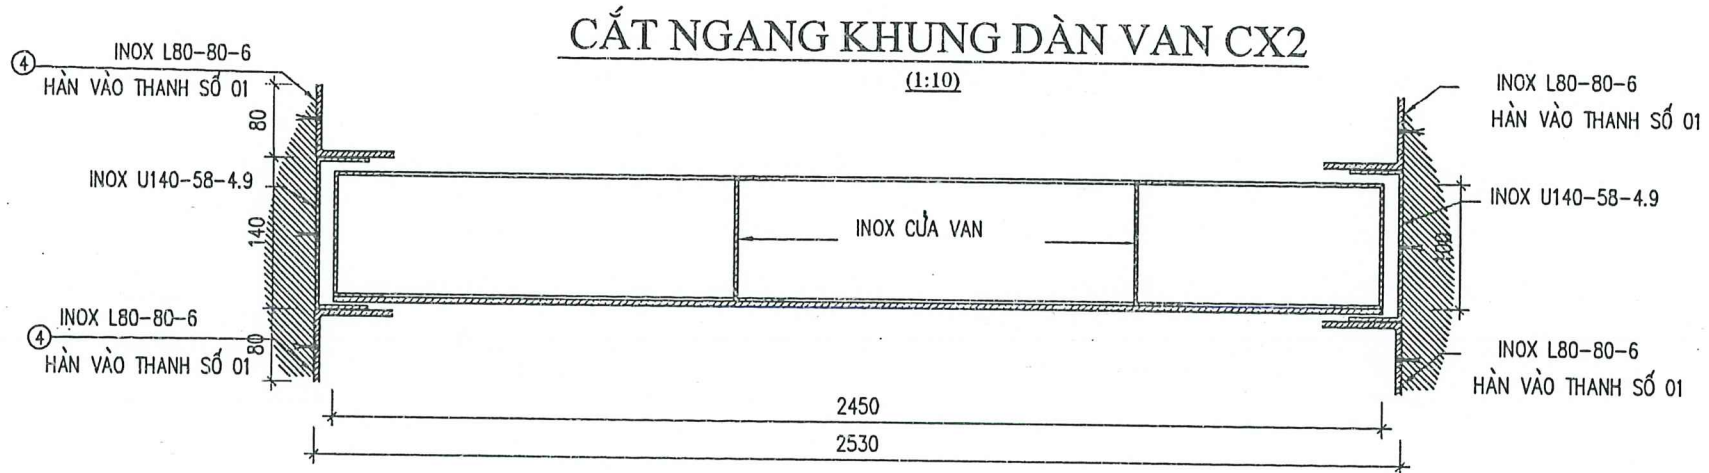 CẮT NGANG KHUNG DÀN VAN CX2
(1:10)
4
INOX L80-80-6
HÀN VÀO THANH SỐ 01
80
INOX U140-58-4.9
140
4
INOX L80-80-6
HÀN VÀO THANH SỐ 01
80
INOX CỬA VAN
INOX L80-80-6
HÀN VÀO THANH SỐ 01
INOX U140-58-4.9
INOX L80-80-6
HÀN VÀO THANH SỐ 01
2450
2530